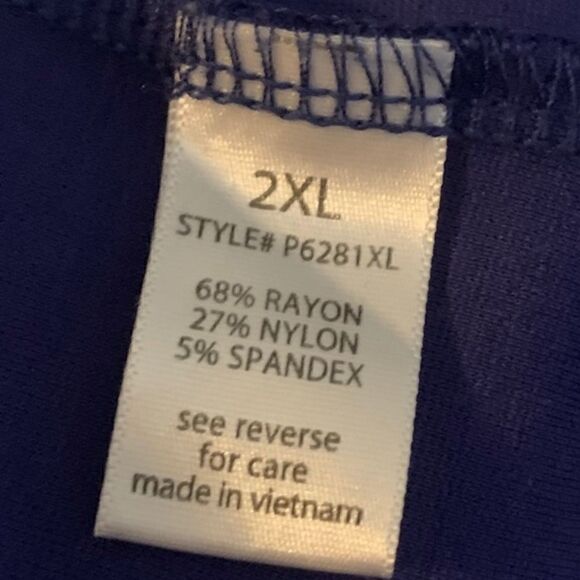 2XL
STYLE# P6281XL
68% RAYON
27% NYLON
5% SPANDEX
see reverse
for care
made in vietnam